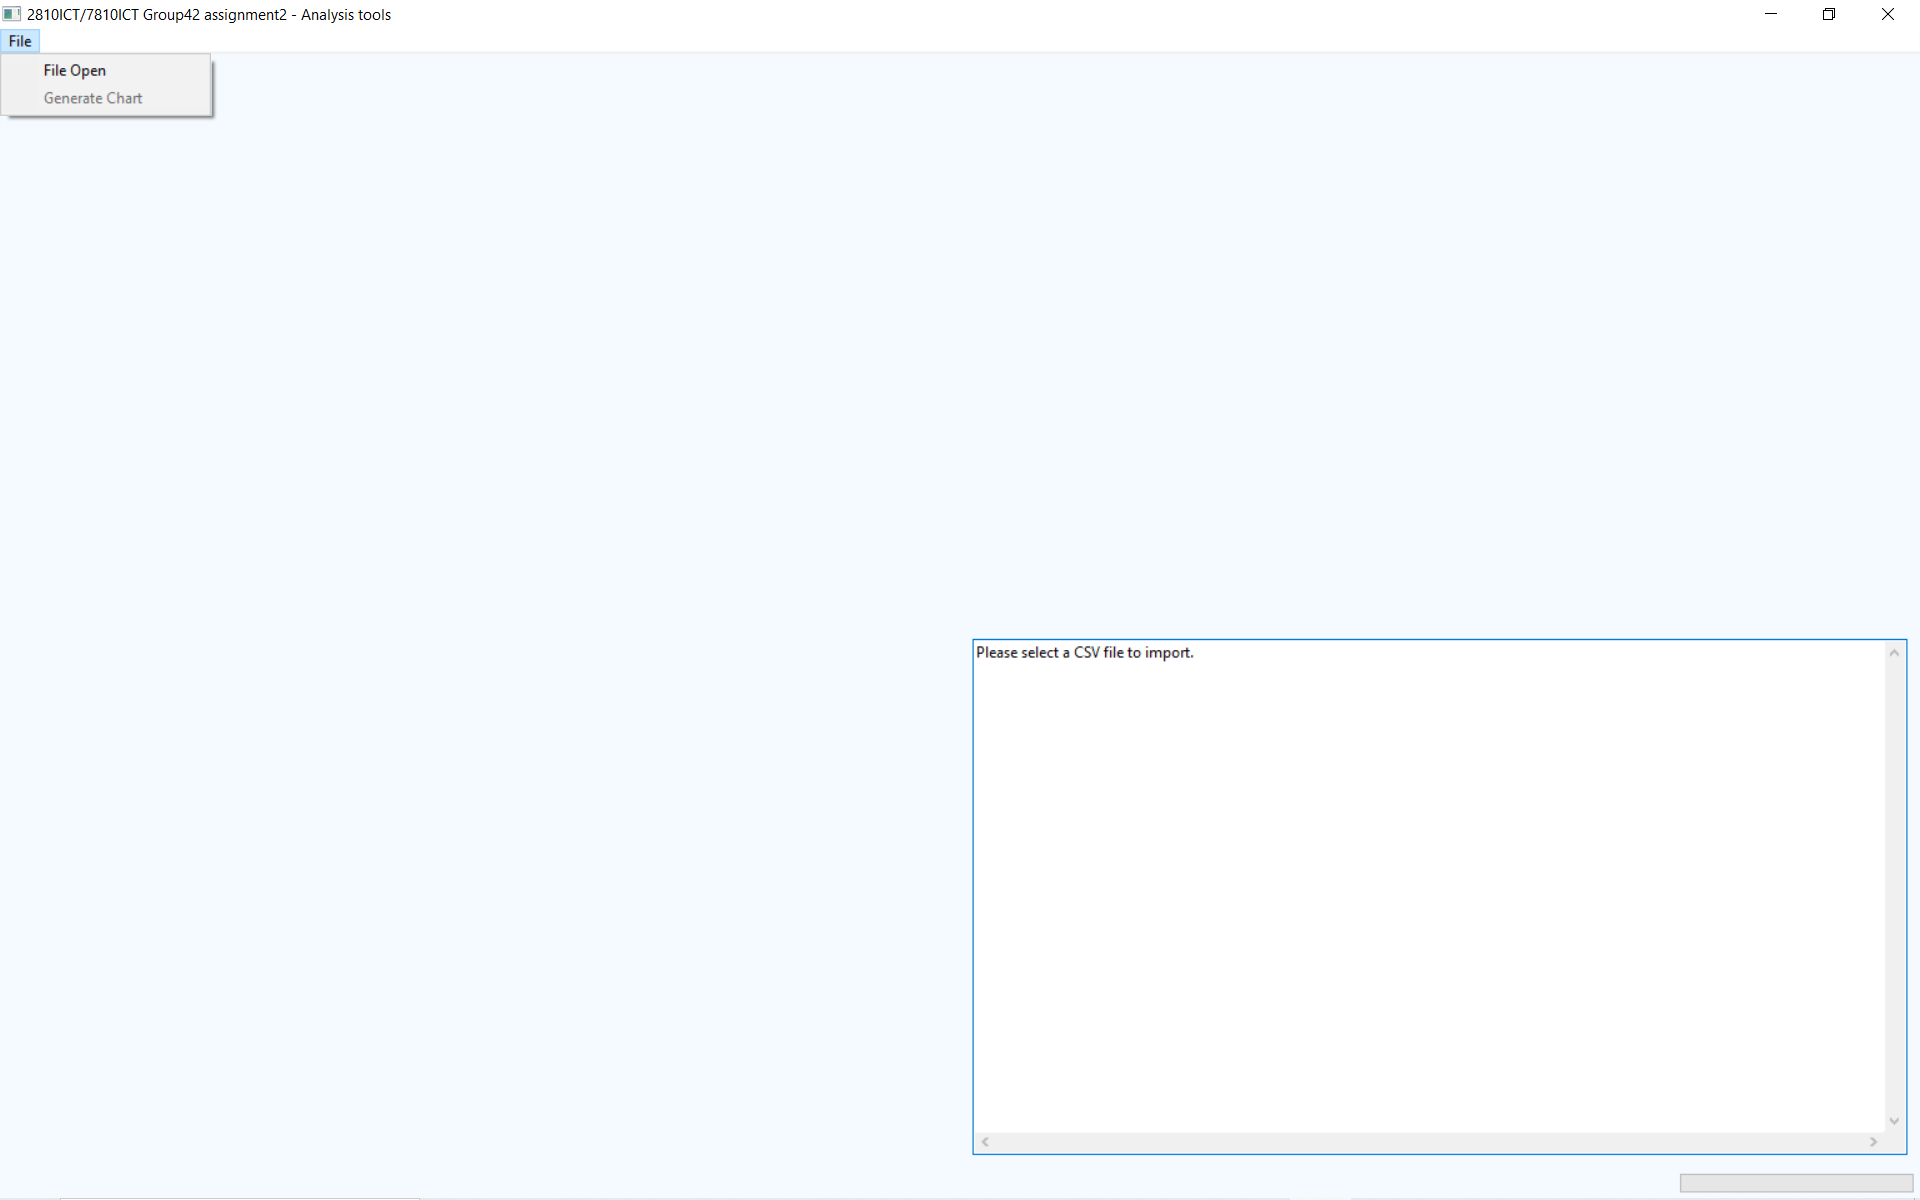 2810ICT/7810ICT Group42 assignment2 - Analysis tools
File
File Open
Generate Chart
Please select a CSV file to import.